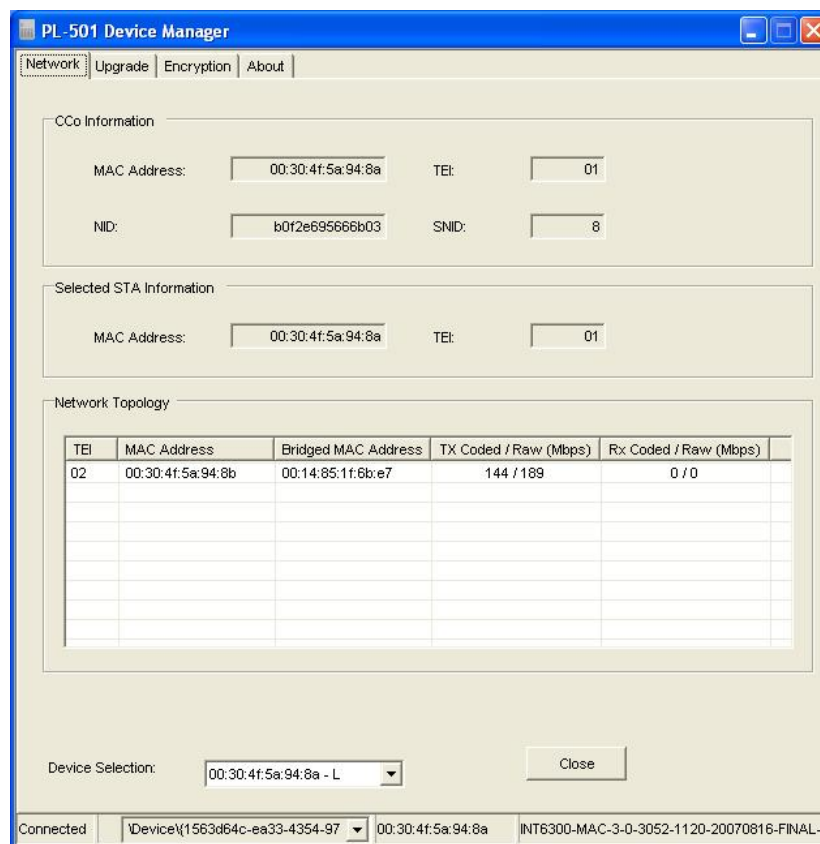 PL-501 Device Manager
Network Upgrade Encryption About
CCo Information
MAC Address: 00:30:4f:5a:94:8a TEI: 01
NID: b0f2e695666b03 SNID: 8
Selected STA Information
MAC Address: 00:30:4f:5a:94:8a TEI: 01
Network Topology
TEI MAC Address Bridged MAC Address TX Coded / Raw (Mbps) Rx Coded / Raw (Mbps)
02 00:30:4f:5a:94:8b 00:14:85:1f:6b:e7 144 / 189 0 / 0
Device Selection: 00:30:4f:5a:94:8a - L Close
Connected \Device\{1563d64c-ea33-4354-97 00:30:4f:5a:94:8a INT6300-MAC-3-0-3052-1120-20070816-FINAL-